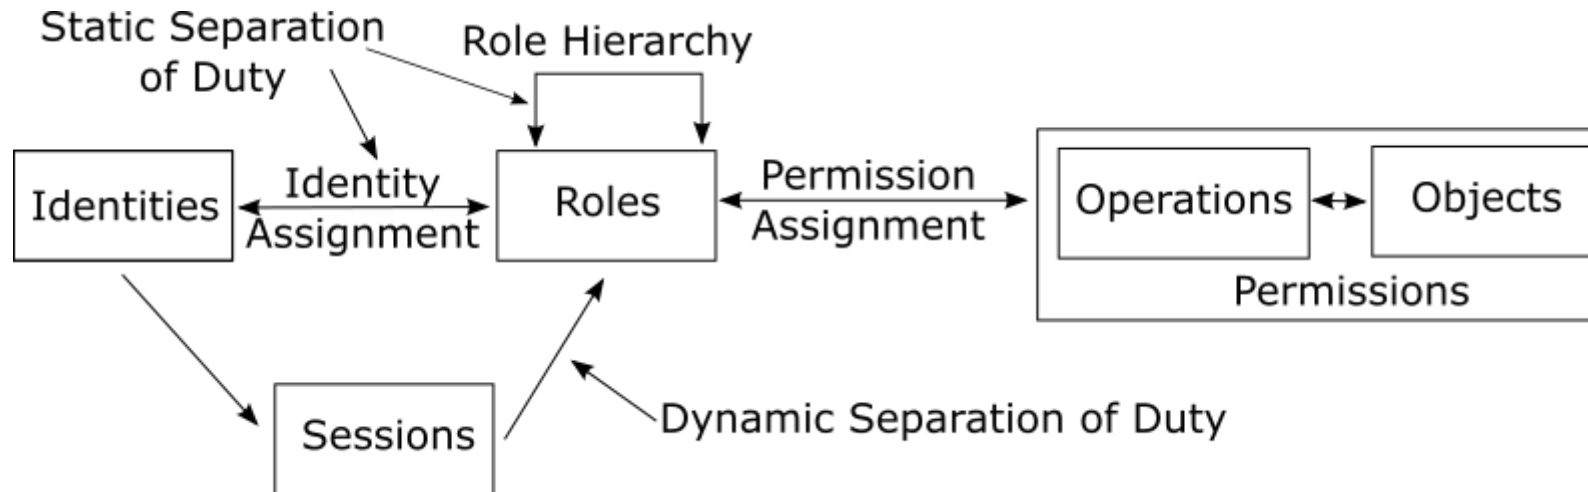 Static Separation
of Duty
Role Hierarchy
Identities
Identity
Assignment
Roles
Permission
Assignment
Operations
Objects
Permissions
Sessions
Dynamic Separation of Duty